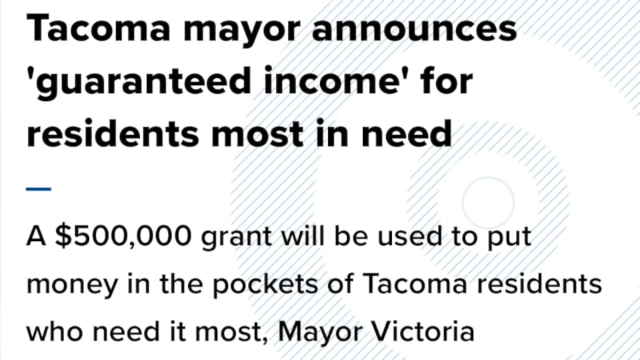 Tacoma mayor announces
'guaranteed income' for
residents most in need
A $500,000 grant will be used to put
money in the pockets of Tacoma residents
who need it most, Mayor Victoria